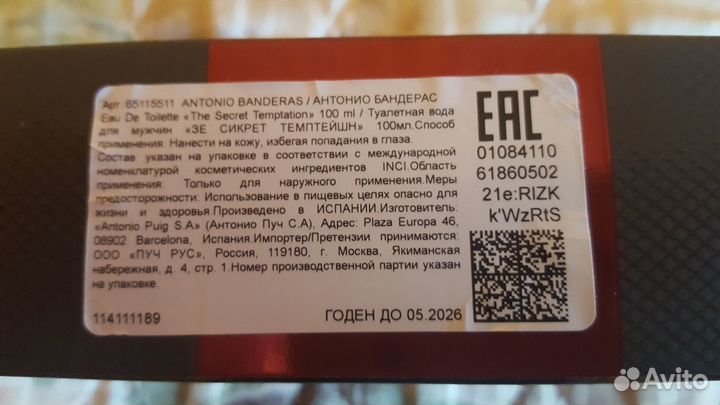 Арт. 65115511 ANTONIO BANDERAS / АНТОНИО БАНДЕРАС
Eau De Toilette «The Secret Temptation» 100 ml / Туалетная вода
для мужчин «ЗЕ СИКРЕТ ТЕМПТЕЙШН» 100мл.Способ
применения. Нанести на кожу, избегая попадания в глаза.
Состав указан на упаковке в соответствии с международной
номенклатурой косметических ингредиентов INCI.Область
применения: Только для наружного применения.Меры
предосторожности: Использование в пищевых целях опасно для
жизни и здоровья.Произведено в ИСПАНИИ.Изготовитель:
«Antonio Puig S.A» (Антонио Пуч С.А), Адрес: Plaza Europa 46,
08902 Barcelona, Испания.Импортер/Претензии принимаются:
ООО «ПУЧ РУС», Россия, 119180, г. Москва, Якиманская
набережная, д. 4, стр. 1.Номер производственной партии указан
на упаковке.
114111189
ГОДЕН ДО 05.2026
EAC
01084110
61860502
21e:RIZK
k'WzRtS
Avito